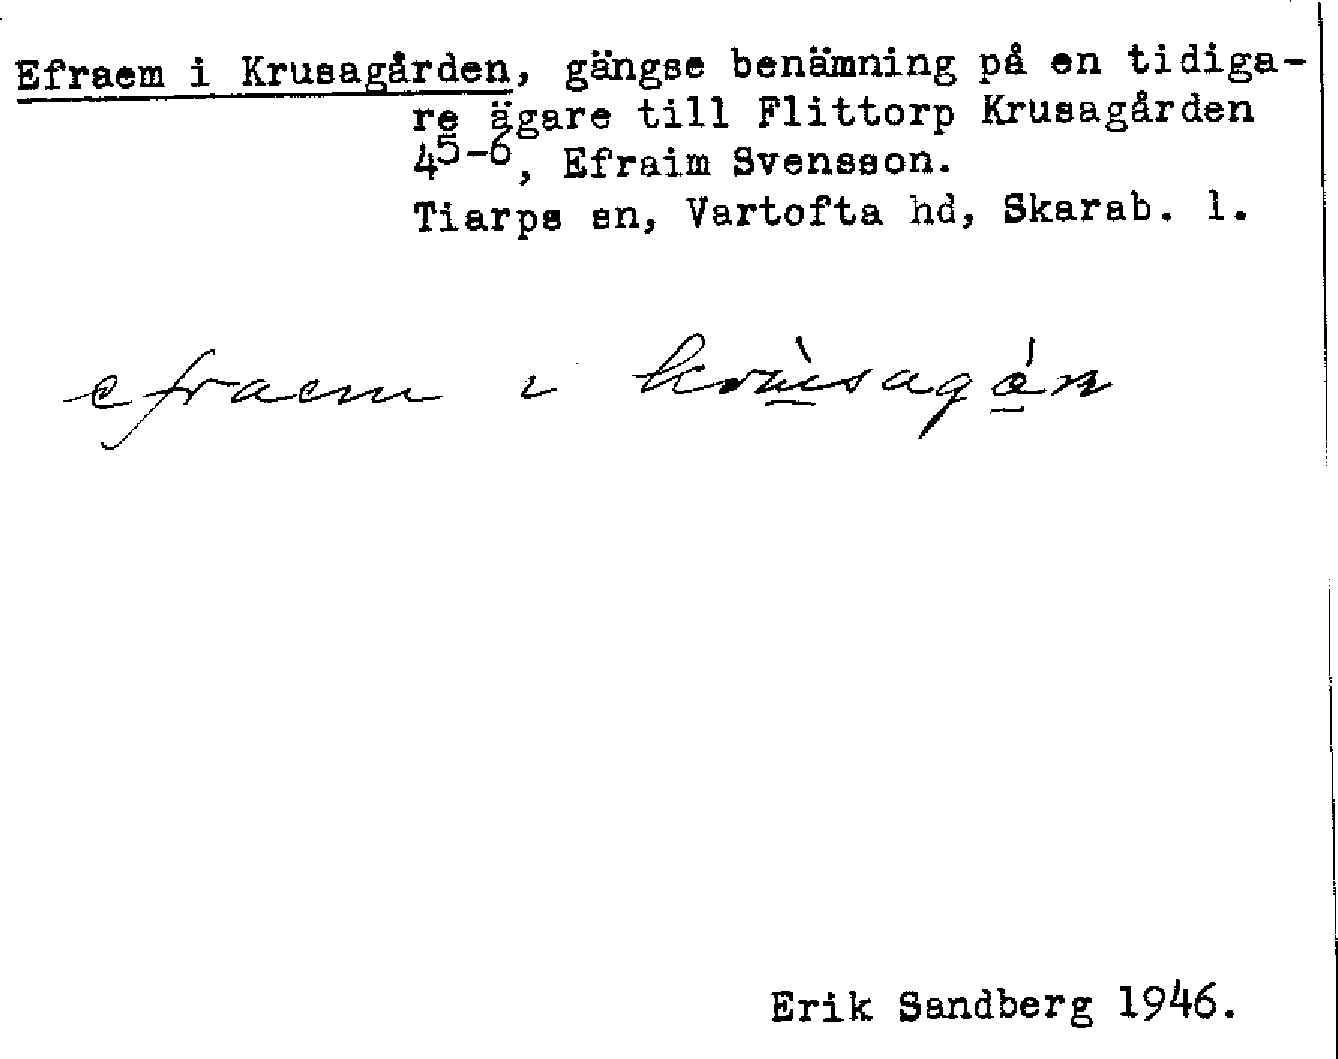 Efraem i Krusagården, gängse benämning på en tidiga-
re ägare till Flittorp Krusagården
4⁵⁻⁶, Efraim Svensson.
Tiarps sn, Vartofta hd, Skarab. l.
efraem i
Erik Sandberg 1946.